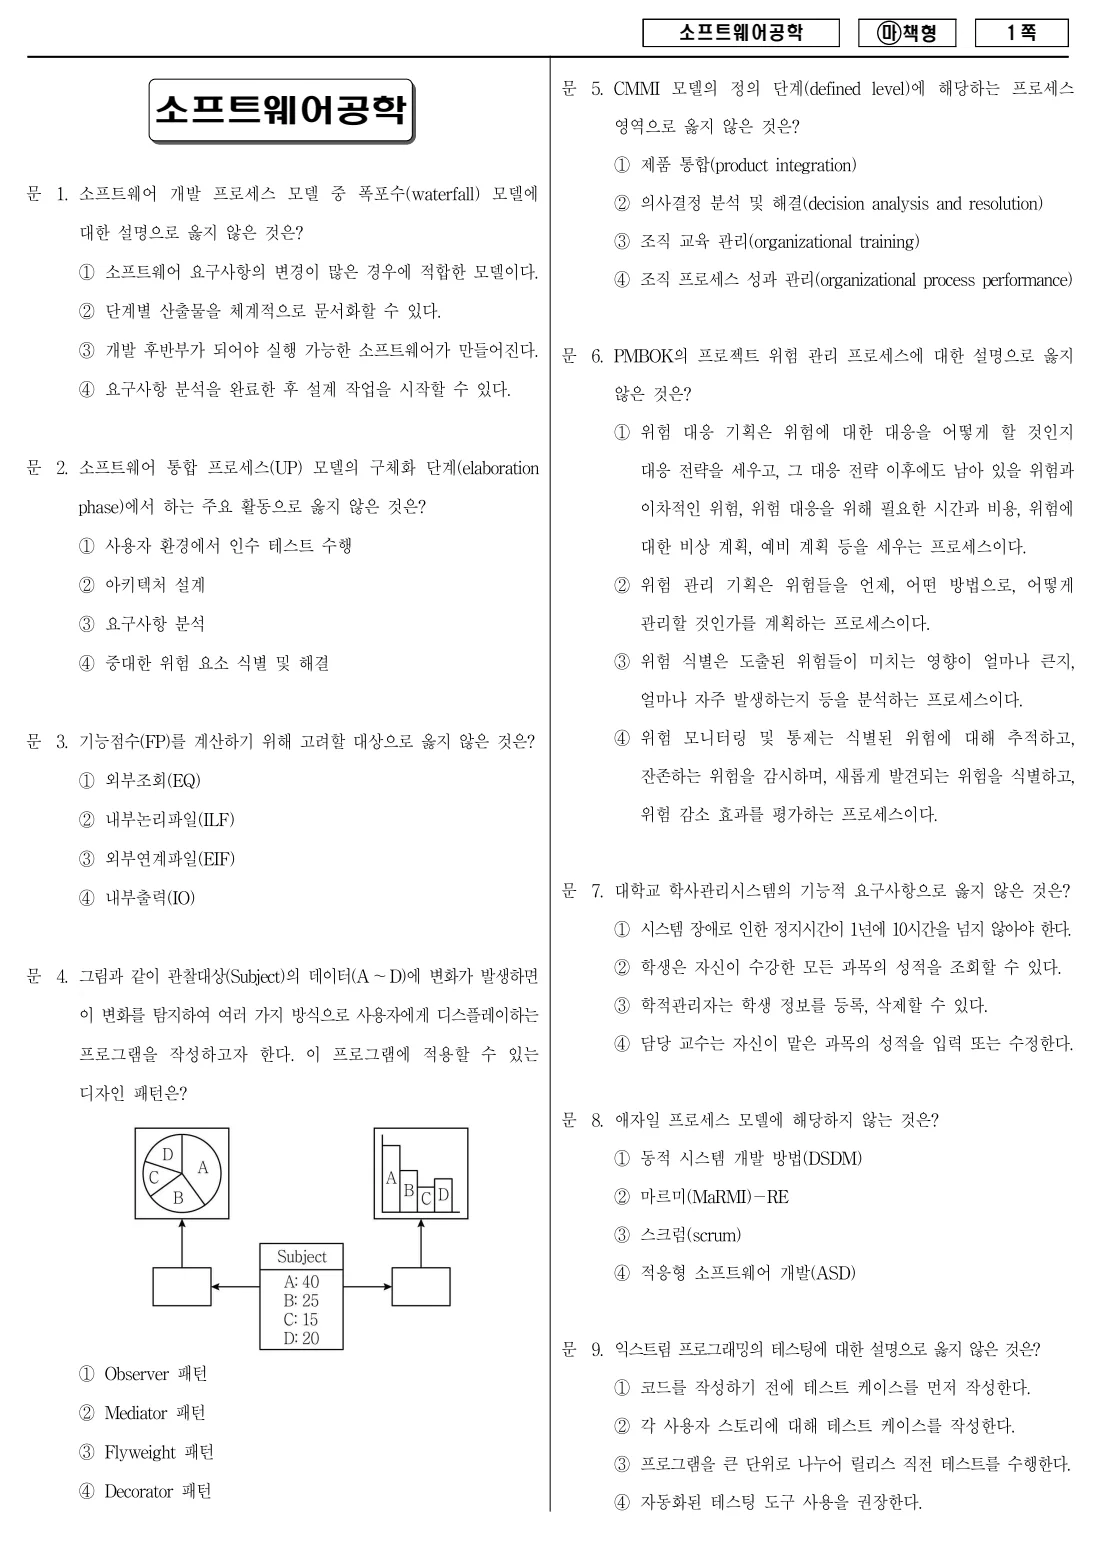 소프트웨어공학
㉲책형
1쪽
소프트웨어공학
문 1. 소프트웨어 개발 프로세스 모델 중 폭포수(waterfall) 모델에
대한 설명으로 옳지 않은 것은?
① 소프트웨어 요구사항의 변경이 많은 경우에 적합한 모델이다.
② 단계별 산출물을 체계적으로 문서화할 수 있다.
③ 개발 후반부가 되어야 실행 가능한 소프트웨어가 만들어진다.
④ 요구사항 분석을 완료한 후 설계 작업을 시작할 수 있다.
문 2. 소프트웨어 통합 프로세스(UP) 모델의 구체화 단계(elaboration
phase)에서 하는 주요 활동으로 옳지 않은 것은?
① 사용자 환경에서 인수 테스트 수행
② 아키텍처 설계
③ 요구사항 분석
④ 중대한 위험 요소 식별 및 해결
문 3. 기능점수(FP)를 계산하기 위해 고려할 대상으로 옳지 않은 것은?
① 외부조회(EQ)
② 내부논리파일(ILF)
③ 외부연계파일(EIF)
④ 내부출력(IO)
문 4. 그림과 같이 관찰대상(Subject)의 데이터(A ~ D)에 변화가 발생하면
이 변화를 탐지하여 여러 가지 방식으로 사용자에게 디스플레이하는
프로그램을 작성하고자 한다. 이 프로그램에 적용할 수 있는
디자인 패턴은?
D A C B
A B C D
Subject
A: 40
B: 25
C: 15
D: 20
① Observer 패턴
② Mediator 패턴
③ Flyweight 패턴
④ Decorator 패턴
문 5. CMMI 모델의 정의 단계(defined level)에 해당하는 프로세스
영역으로 옳지 않은 것은?
① 제품 통합(product integration)
② 의사결정 분석 및 해결(decision analysis and resolution)
③ 조직 교육 관리(organizational training)
④ 조직 프로세스 성과 관리(organizational process performance)
문 6. PMBOK의 프로젝트 위험 관리 프로세스에 대한 설명으로 옳지
않은 것은?
① 위험 대응 기획은 위험에 대한 대응을 어떻게 할 것인지
대응 전략을 세우고, 그 대응 전략 이후에도 남아 있을 위험과
이차적인 위험, 위험 대응을 위해 필요한 시간과 비용, 위험에
대한 비상 계획, 예비 계획 등을 세우는 프로세스이다.
② 위험 관리 기획은 위험들을 언제, 어떤 방법으로, 어떻게
관리할 것인가를 계획하는 프로세스이다.
③ 위험 식별은 도출된 위험들이 미치는 영향이 얼마나 큰지,
얼마나 자주 발생하는지 등을 분석하는 프로세스이다.
④ 위험 모니터링 및 통제는 식별된 위험에 대해 추적하고,
잔존하는 위험을 감시하며, 새롭게 발견되는 위험을 식별하고,
위험 감소 효과를 평가하는 프로세스이다.
문 7. 대학교 학사관리시스템의 기능적 요구사항으로 옳지 않은 것은?
① 시스템 장애로 인한 정지시간이 1년에 10시간을 넘지 않아야 한다.
② 학생은 자신이 수강한 모든 과목의 성적을 조회할 수 있다.
③ 학적관리자는 학생 정보를 등록, 삭제할 수 있다.
④ 담당 교수는 자신이 맡은 과목의 성적을 입력 또는 수정한다.
문 8. 애자일 프로세스 모델에 해당하지 않는 것은?
① 동적 시스템 개발 방법(DSDM)
② 마르미(MaRMI)-RE
③ 스크럼(scrum)
④ 적응형 소프트웨어 개발(ASD)
문 9. 익스트림 프로그래밍의 테스팅에 대한 설명으로 옳지 않은 것은?
① 코드를 작성하기 전에 테스트 케이스를 먼저 작성한다.
② 각 사용자 스토리에 대해 테스트 케이스를 작성한다.
③ 프로그램을 큰 단위로 나누어 릴리스 직전 테스트를 수행한다.
④ 자동화된 테스팅 도구 사용을 권장한다.